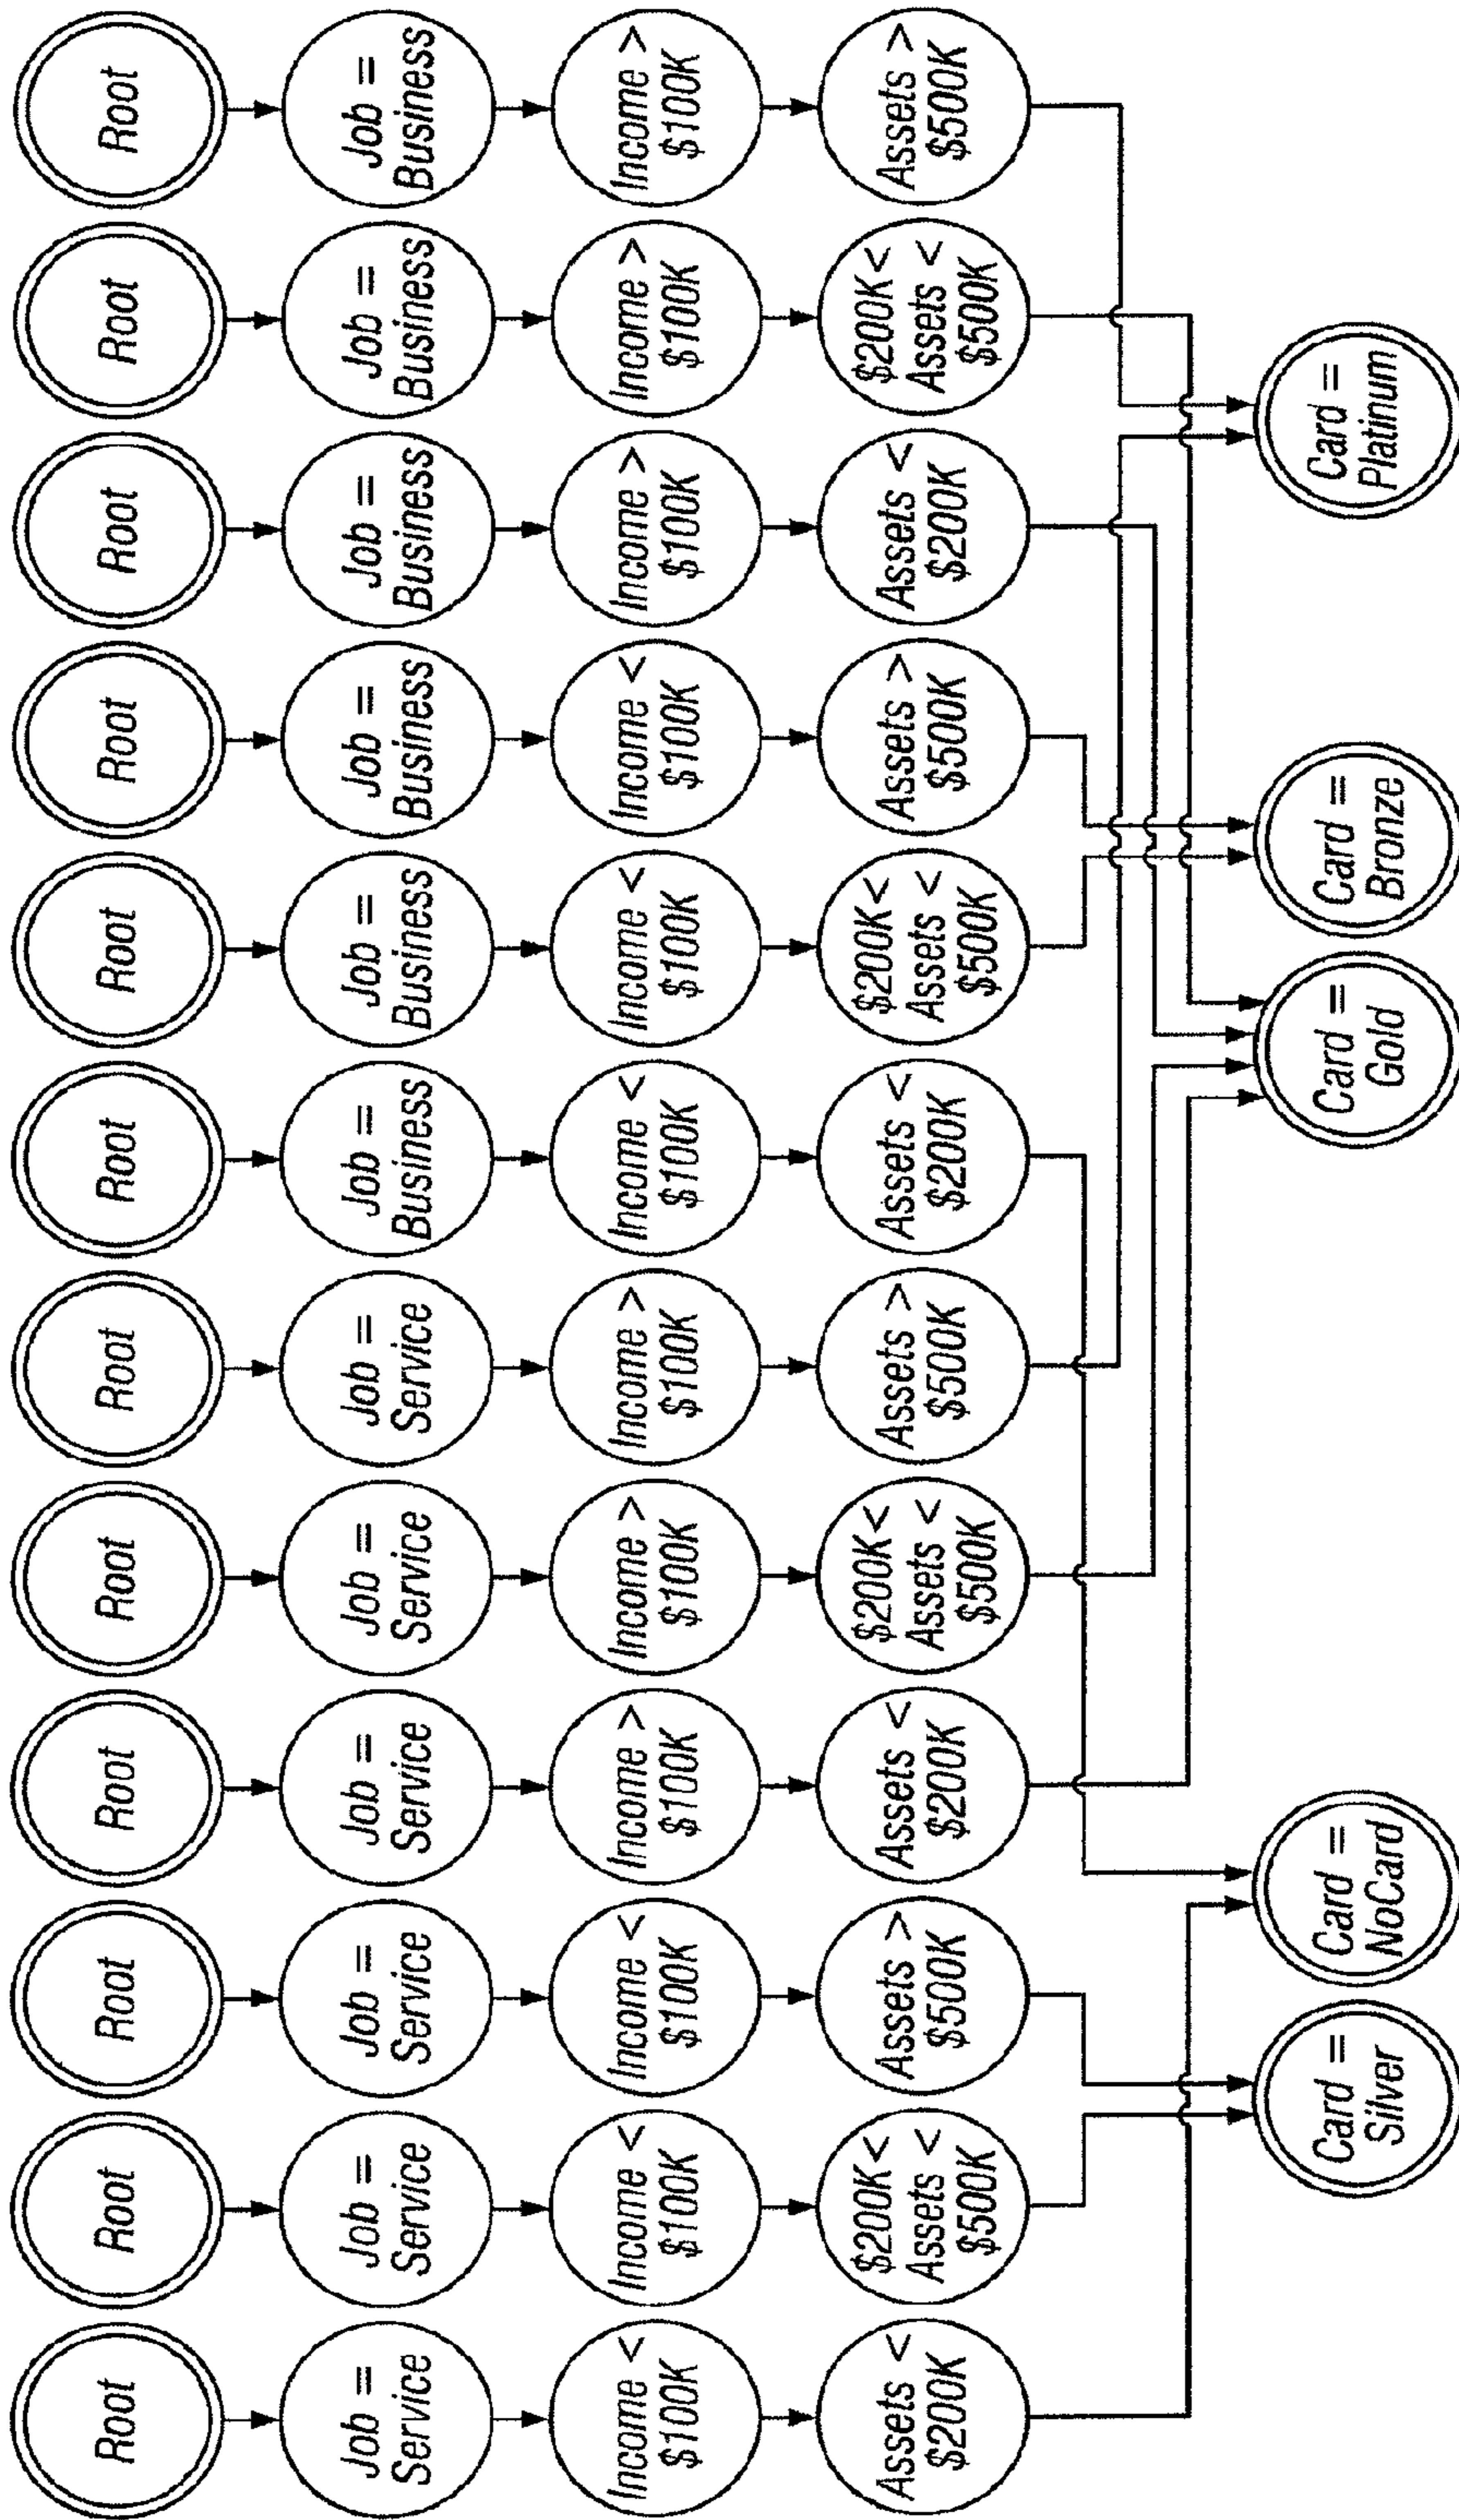 Root
Root
Root
Root
Root
Root
Root
Root
Root
Root
Root
Root
Job =
Service
Job =
Service
Job =
Service
Job =
Service
Job =
Service
Job =
Service
Job =
Business
Job =
Business
Job =
Business
Job =
Business
Job =
Business
Job =
Business
Income <
$100K
Income <
$100K
Income <
$100K
Income >
$100K
Income >
$100K
Income >
$100K
Income <
$100K
Income <
$100K
Income <
$100K
Income >
$100K
Income >
$100K
Income >
$100K
Assets <
$200K
$200K<
Assets <
$500K
Assets >
$500K
Assets <
$200K
$200K<
Assets <
$500K
Assets >
$500K
Assets <
$200K
$200K<
Assets <
$500K
Assets >
$500K
Assets <
$200K
$200K<
Assets <
$500K
Assets >
$500K
Card =
Silver
Card =
NoCard
Card =
Gold
Card =
Bronze
Card =
Platinum